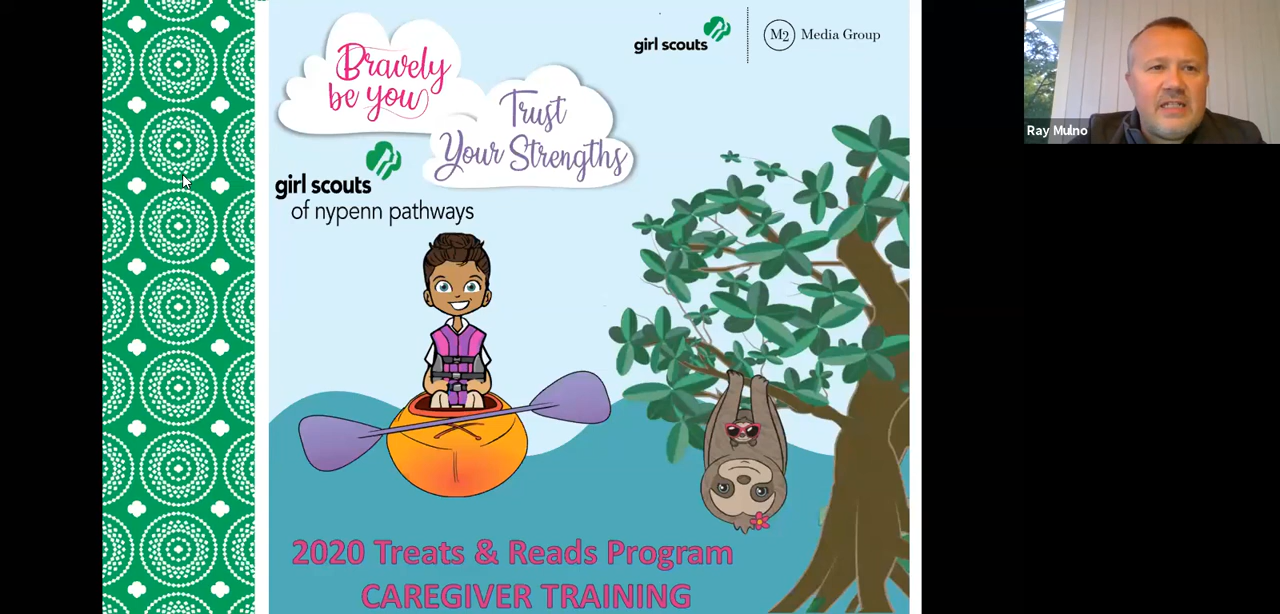 Bravely
be you
Trust
Your Strengths
girl scouts
M2 Media Group
girl scouts
of nypenn pathways
Ray Mulno
2020 Treats & Reads Program
CAREGIVER TRAINING